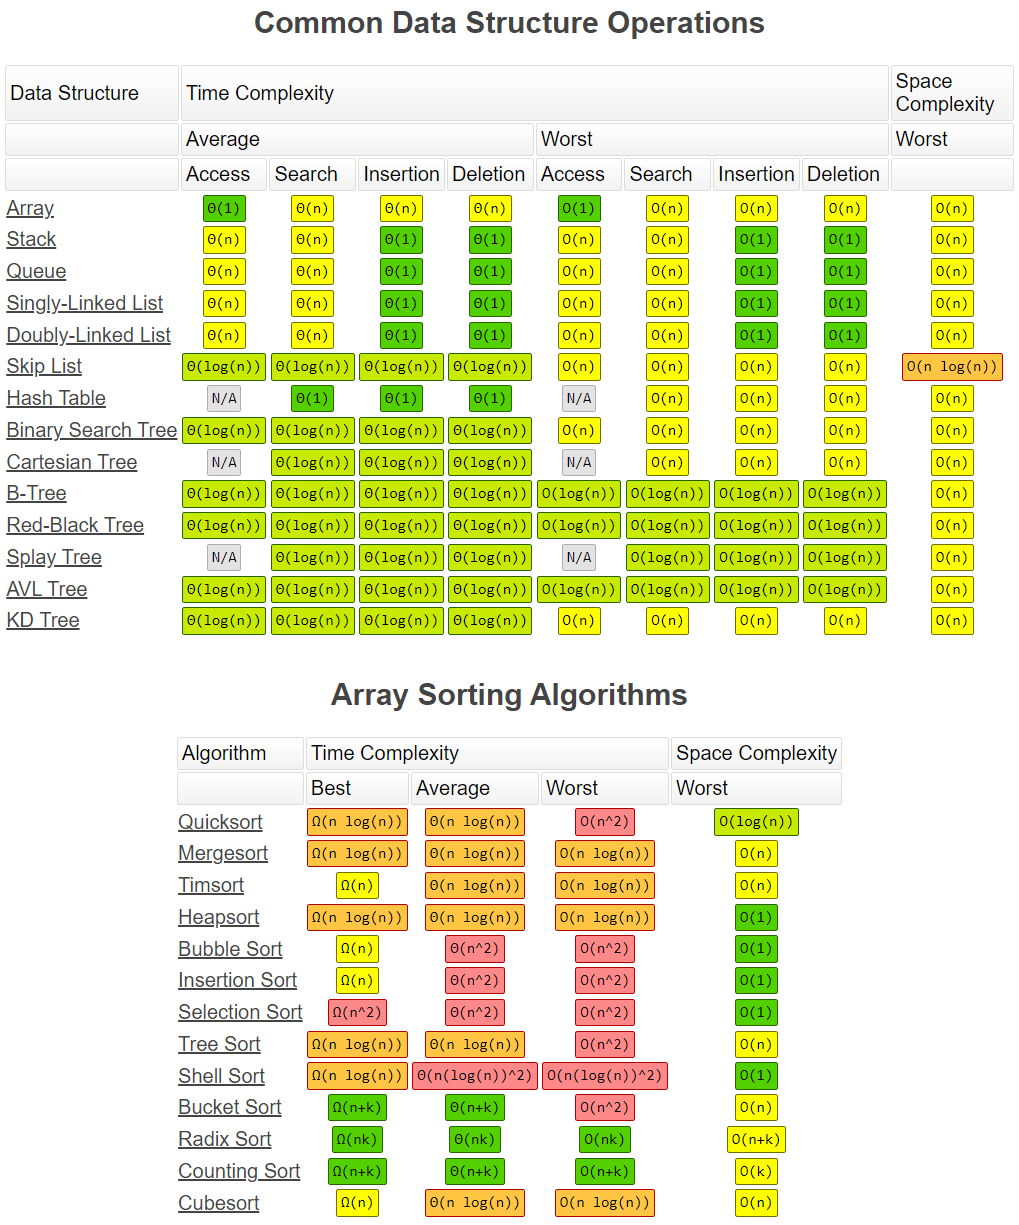 Common Data Structure Operations
Data Structure Time Complexity Space Complexity
Average Worst Worst
Access Search Insertion Deletion Access Search Insertion Deletion
Array Θ(1) Θ(n) Θ(n) Θ(n) O(1) O(n) O(n) O(n) O(n)
Stack Θ(n) Θ(n) Θ(1) Θ(1) O(n) O(n) O(1) O(1) O(n)
Queue Θ(n) Θ(n) Θ(1) Θ(1) O(n) O(n) O(1) O(1) O(n)
Singly-Linked List Θ(n) Θ(n) Θ(1) Θ(1) O(n) O(n) O(1) O(1) O(n)
Doubly-Linked List Θ(n) Θ(n) Θ(1) Θ(1) O(n) O(n) O(1) O(1) O(n)
Skip List Θ(log(n)) Θ(log(n)) Θ(log(n)) Θ(log(n)) O(n) O(n) O(n) O(n) O(n log(n))
Hash Table N/A Θ(1) Θ(1) Θ(1) N/A O(n) O(n) O(n) O(n)
Binary Search Tree Θ(log(n)) Θ(log(n)) Θ(log(n)) Θ(log(n)) O(n) O(n) O(n) O(n) O(n)
Cartesian Tree N/A Θ(log(n)) Θ(log(n)) Θ(log(n)) N/A O(n) O(n) O(n) O(n)
B-Tree Θ(log(n)) Θ(log(n)) Θ(log(n)) Θ(log(n)) O(log(n)) O(log(n)) O(log(n)) O(log(n)) O(n)
Red-Black Tree Θ(log(n)) Θ(log(n)) Θ(log(n)) Θ(log(n)) O(log(n)) O(log(n)) O(log(n)) O(log(n)) O(n)
Splay Tree N/A Θ(log(n)) Θ(log(n)) Θ(log(n)) N/A O(log(n)) O(log(n)) O(log(n)) O(n)
AVL Tree Θ(log(n)) Θ(log(n)) Θ(log(n)) Θ(log(n)) O(log(n)) O(log(n)) O(log(n)) O(log(n)) O(n)
KD Tree Θ(log(n)) Θ(log(n)) Θ(log(n)) Θ(log(n)) O(n) O(n) O(n) O(n) O(n)
Array Sorting Algorithms
Algorithm Time Complexity Space Complexity
Best Average Worst Worst
Quicksort Ω(n log(n)) Θ(n log(n)) O(n^2) O(log(n))
Mergesort Ω(n log(n)) Θ(n log(n)) O(n log(n)) O(n)
Timsort Ω(n) Θ(n log(n)) O(n log(n)) O(n)
Heapsort Ω(n log(n)) Θ(n log(n)) O(n log(n)) O(1)
Bubble Sort Ω(n) Θ(n^2) O(n^2) O(1)
Insertion Sort Ω(n) Θ(n^2) O(n^2) O(1)
Selection Sort Ω(n^2) Θ(n^2) O(n^2) O(1)
Tree Sort Ω(n log(n)) Θ(n log(n)) O(n^2) O(n)
Shell Sort Ω(n log(n)) Θ(n(log(n))^2) O(n(log(n))^2) O(1)
Bucket Sort Ω(n+k) Θ(n+k) O(n^2) O(n)
Radix Sort Ω(nk) Θ(nk) O(nk) O(n+k)
Counting Sort Ω(n+k) Θ(n+k) O(n+k) O(k)
Cubesort Ω(n) Θ(n log(n)) O(n log(n)) O(n)